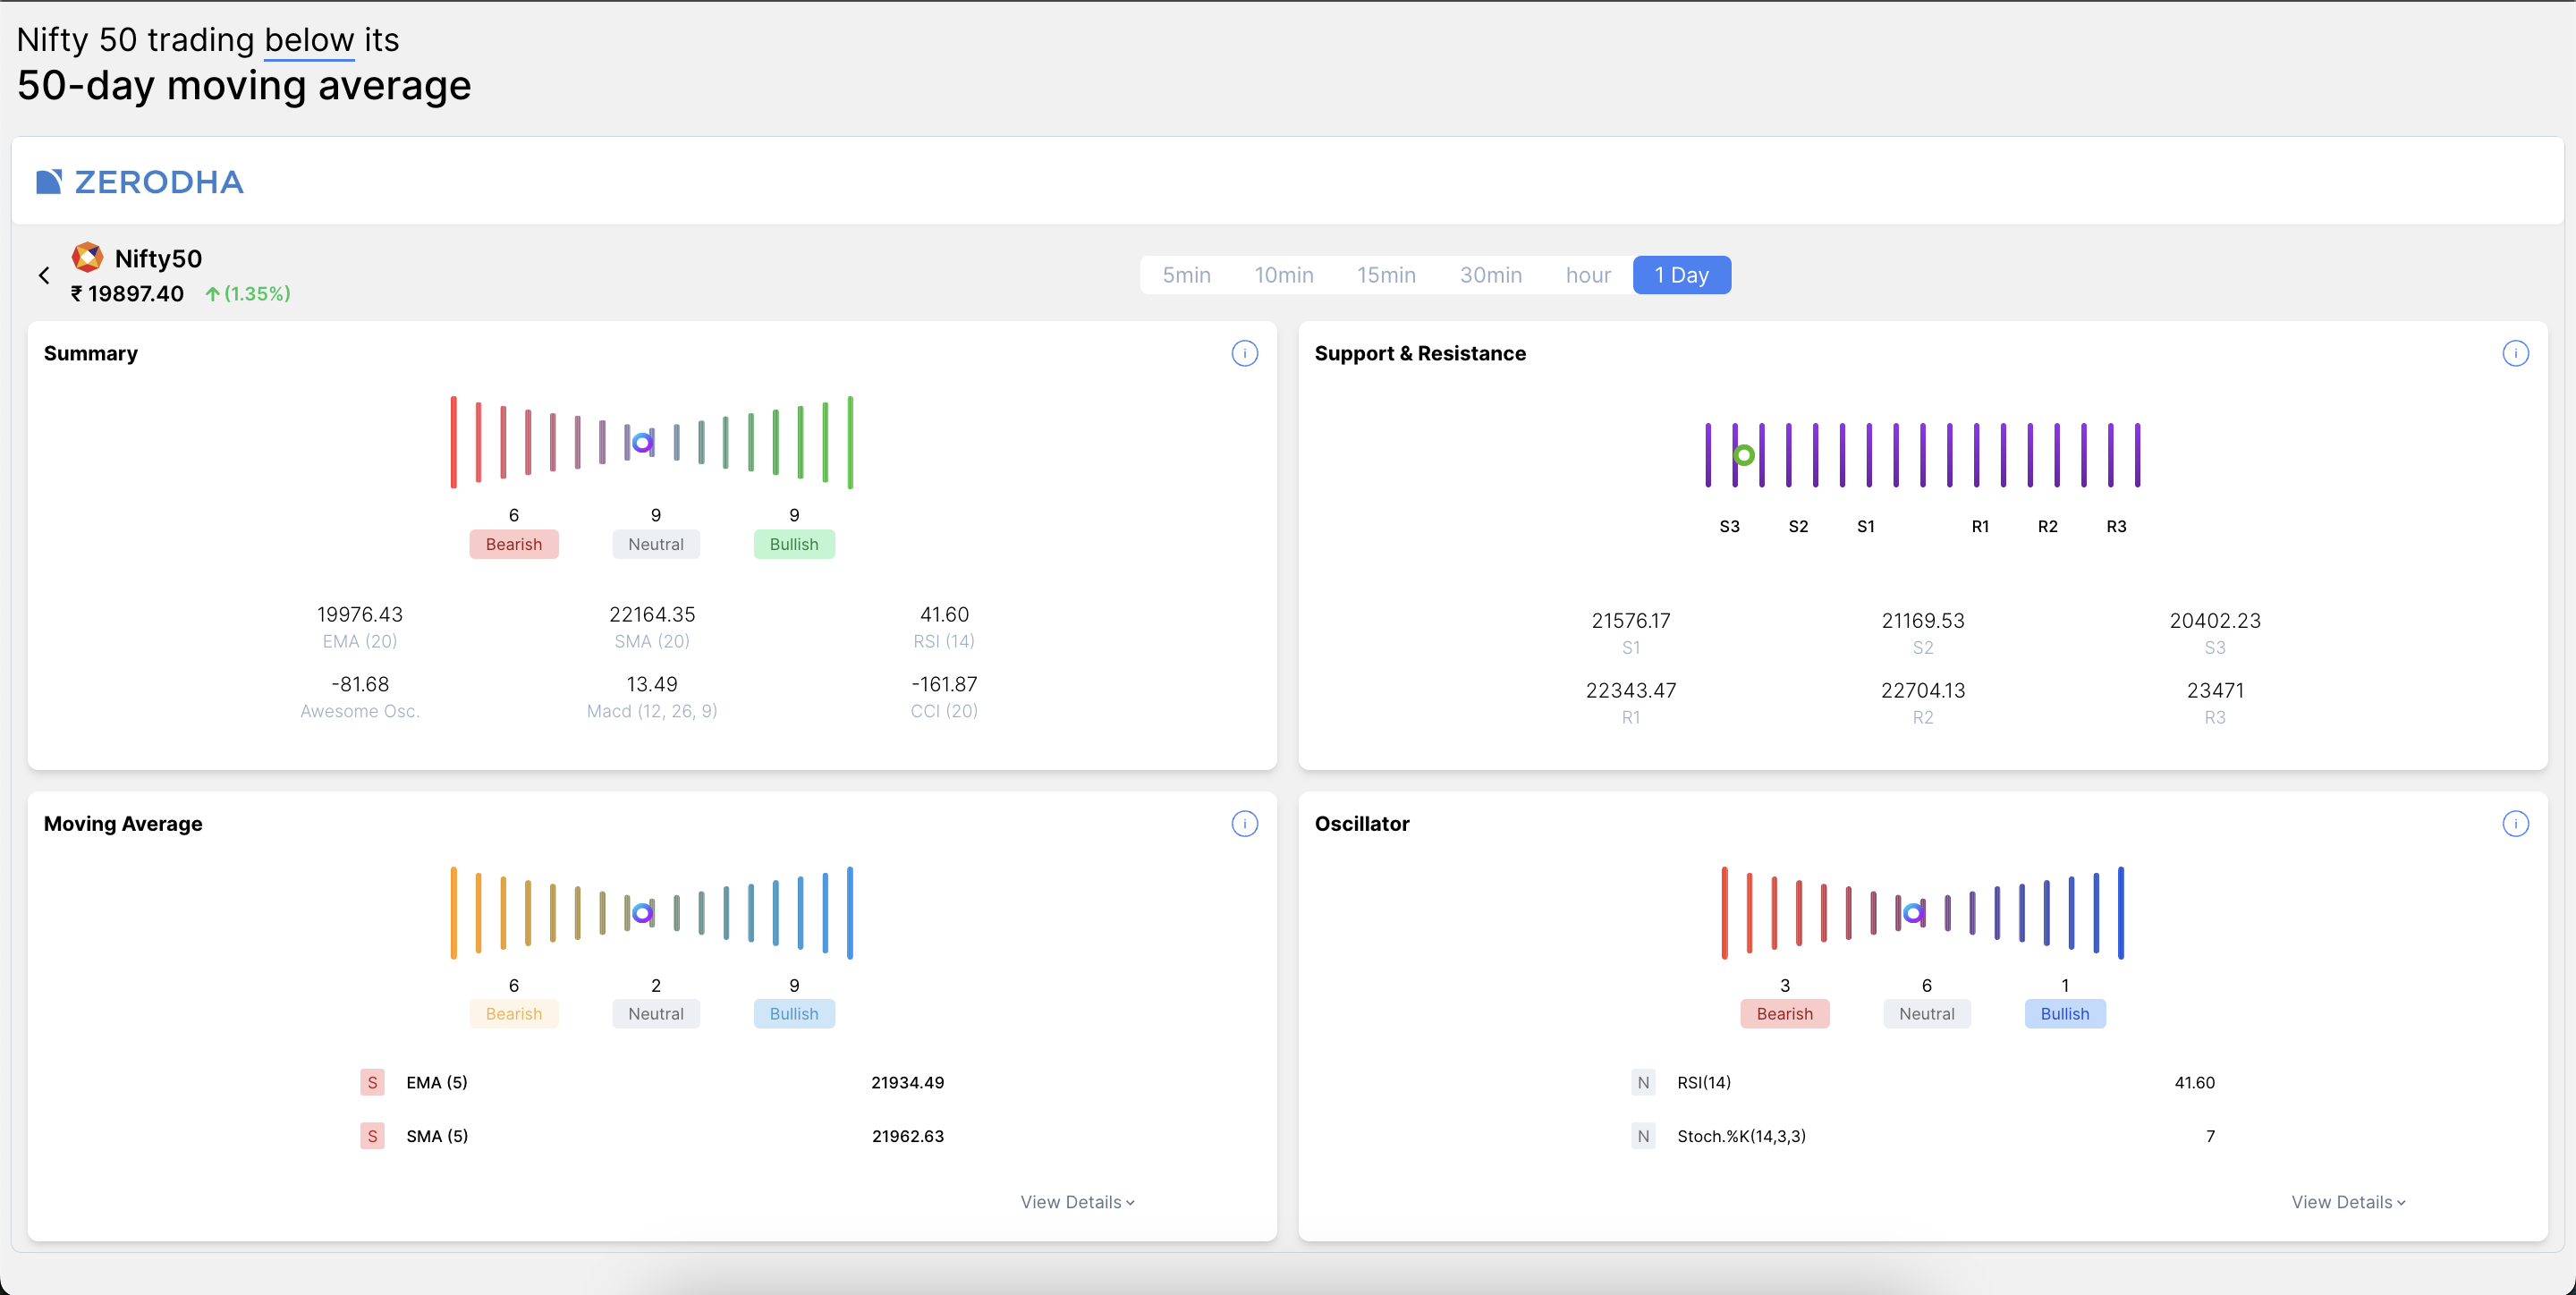 Nifty 50 trading below its
50-day moving average
ZERODHA
Nifty50
₹ 19897.40 ↑ (1.35%)
5min 10min 15min 30min hour 1 Day
Summary
6 9 9
Bearish Neutral Bullish
19976.43 22164.35 41.60
EMA (20) SMA (20) RSI (14)
-81.68 13.49 -161.87
Awesome Osc. Macd (12, 26, 9) CCI (20)
Support & Resistance
S3 S2 S1 R1 R2 R3
21576.17 21169.53 20402.23
S1 S2 S3
22343.47 22704.13 23471
R1 R2 R3
Moving Average
6 2 9
Bearish Neutral Bullish
S EMA (5) 21934.49
S SMA (5) 21962.63
View Details
Oscillator
3 6 1
Bearish Neutral Bullish
N RSI(14) 41.60
N Stoch.%K(14,3,3) 7
View Details